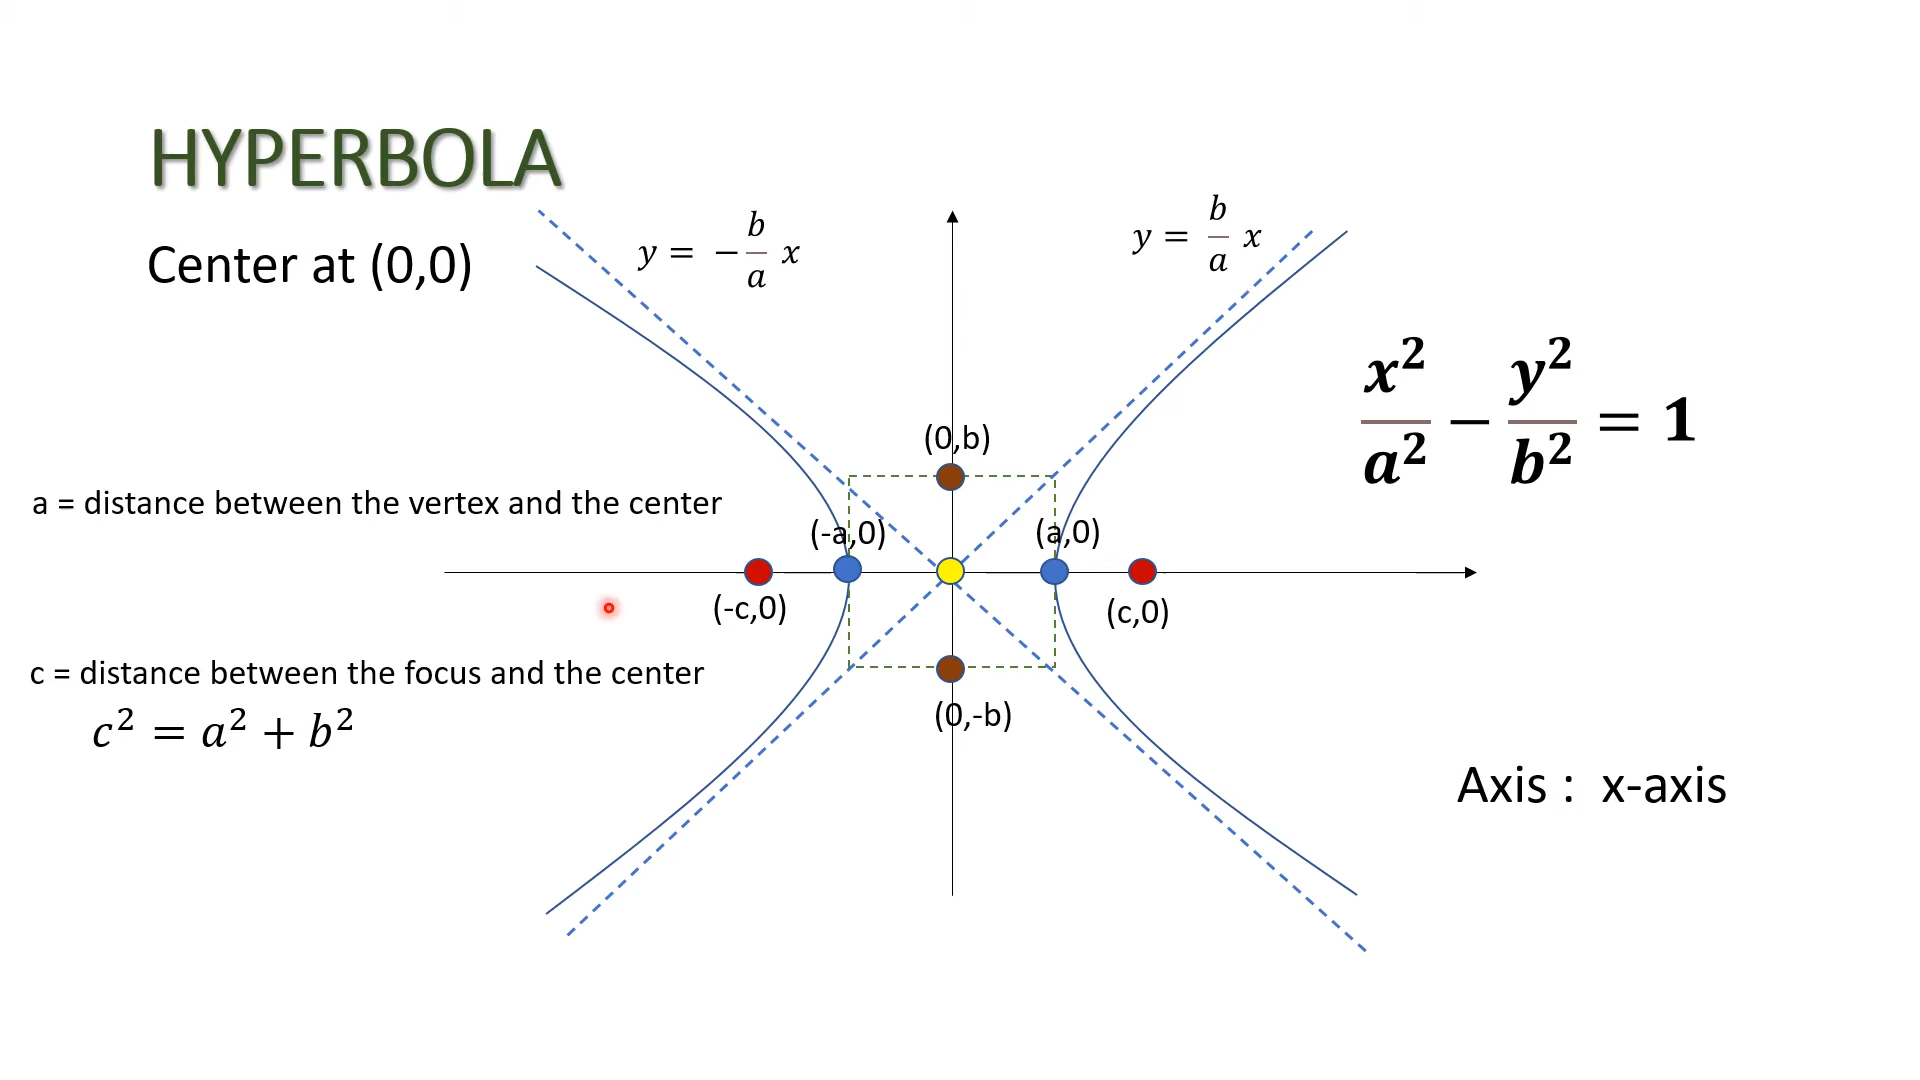 HYPERBOLA
Center at (0,0)
y = − b/a x
y = b/a x
x²/a² − y²/b² = 1
(0,b)
a = distance between the vertex and the center
(-a,0)
(a,0)
(-c,0)
(c,0)
c = distance between the focus and the center
c² = a² + b²
(0,-b)
Axis : x-axis